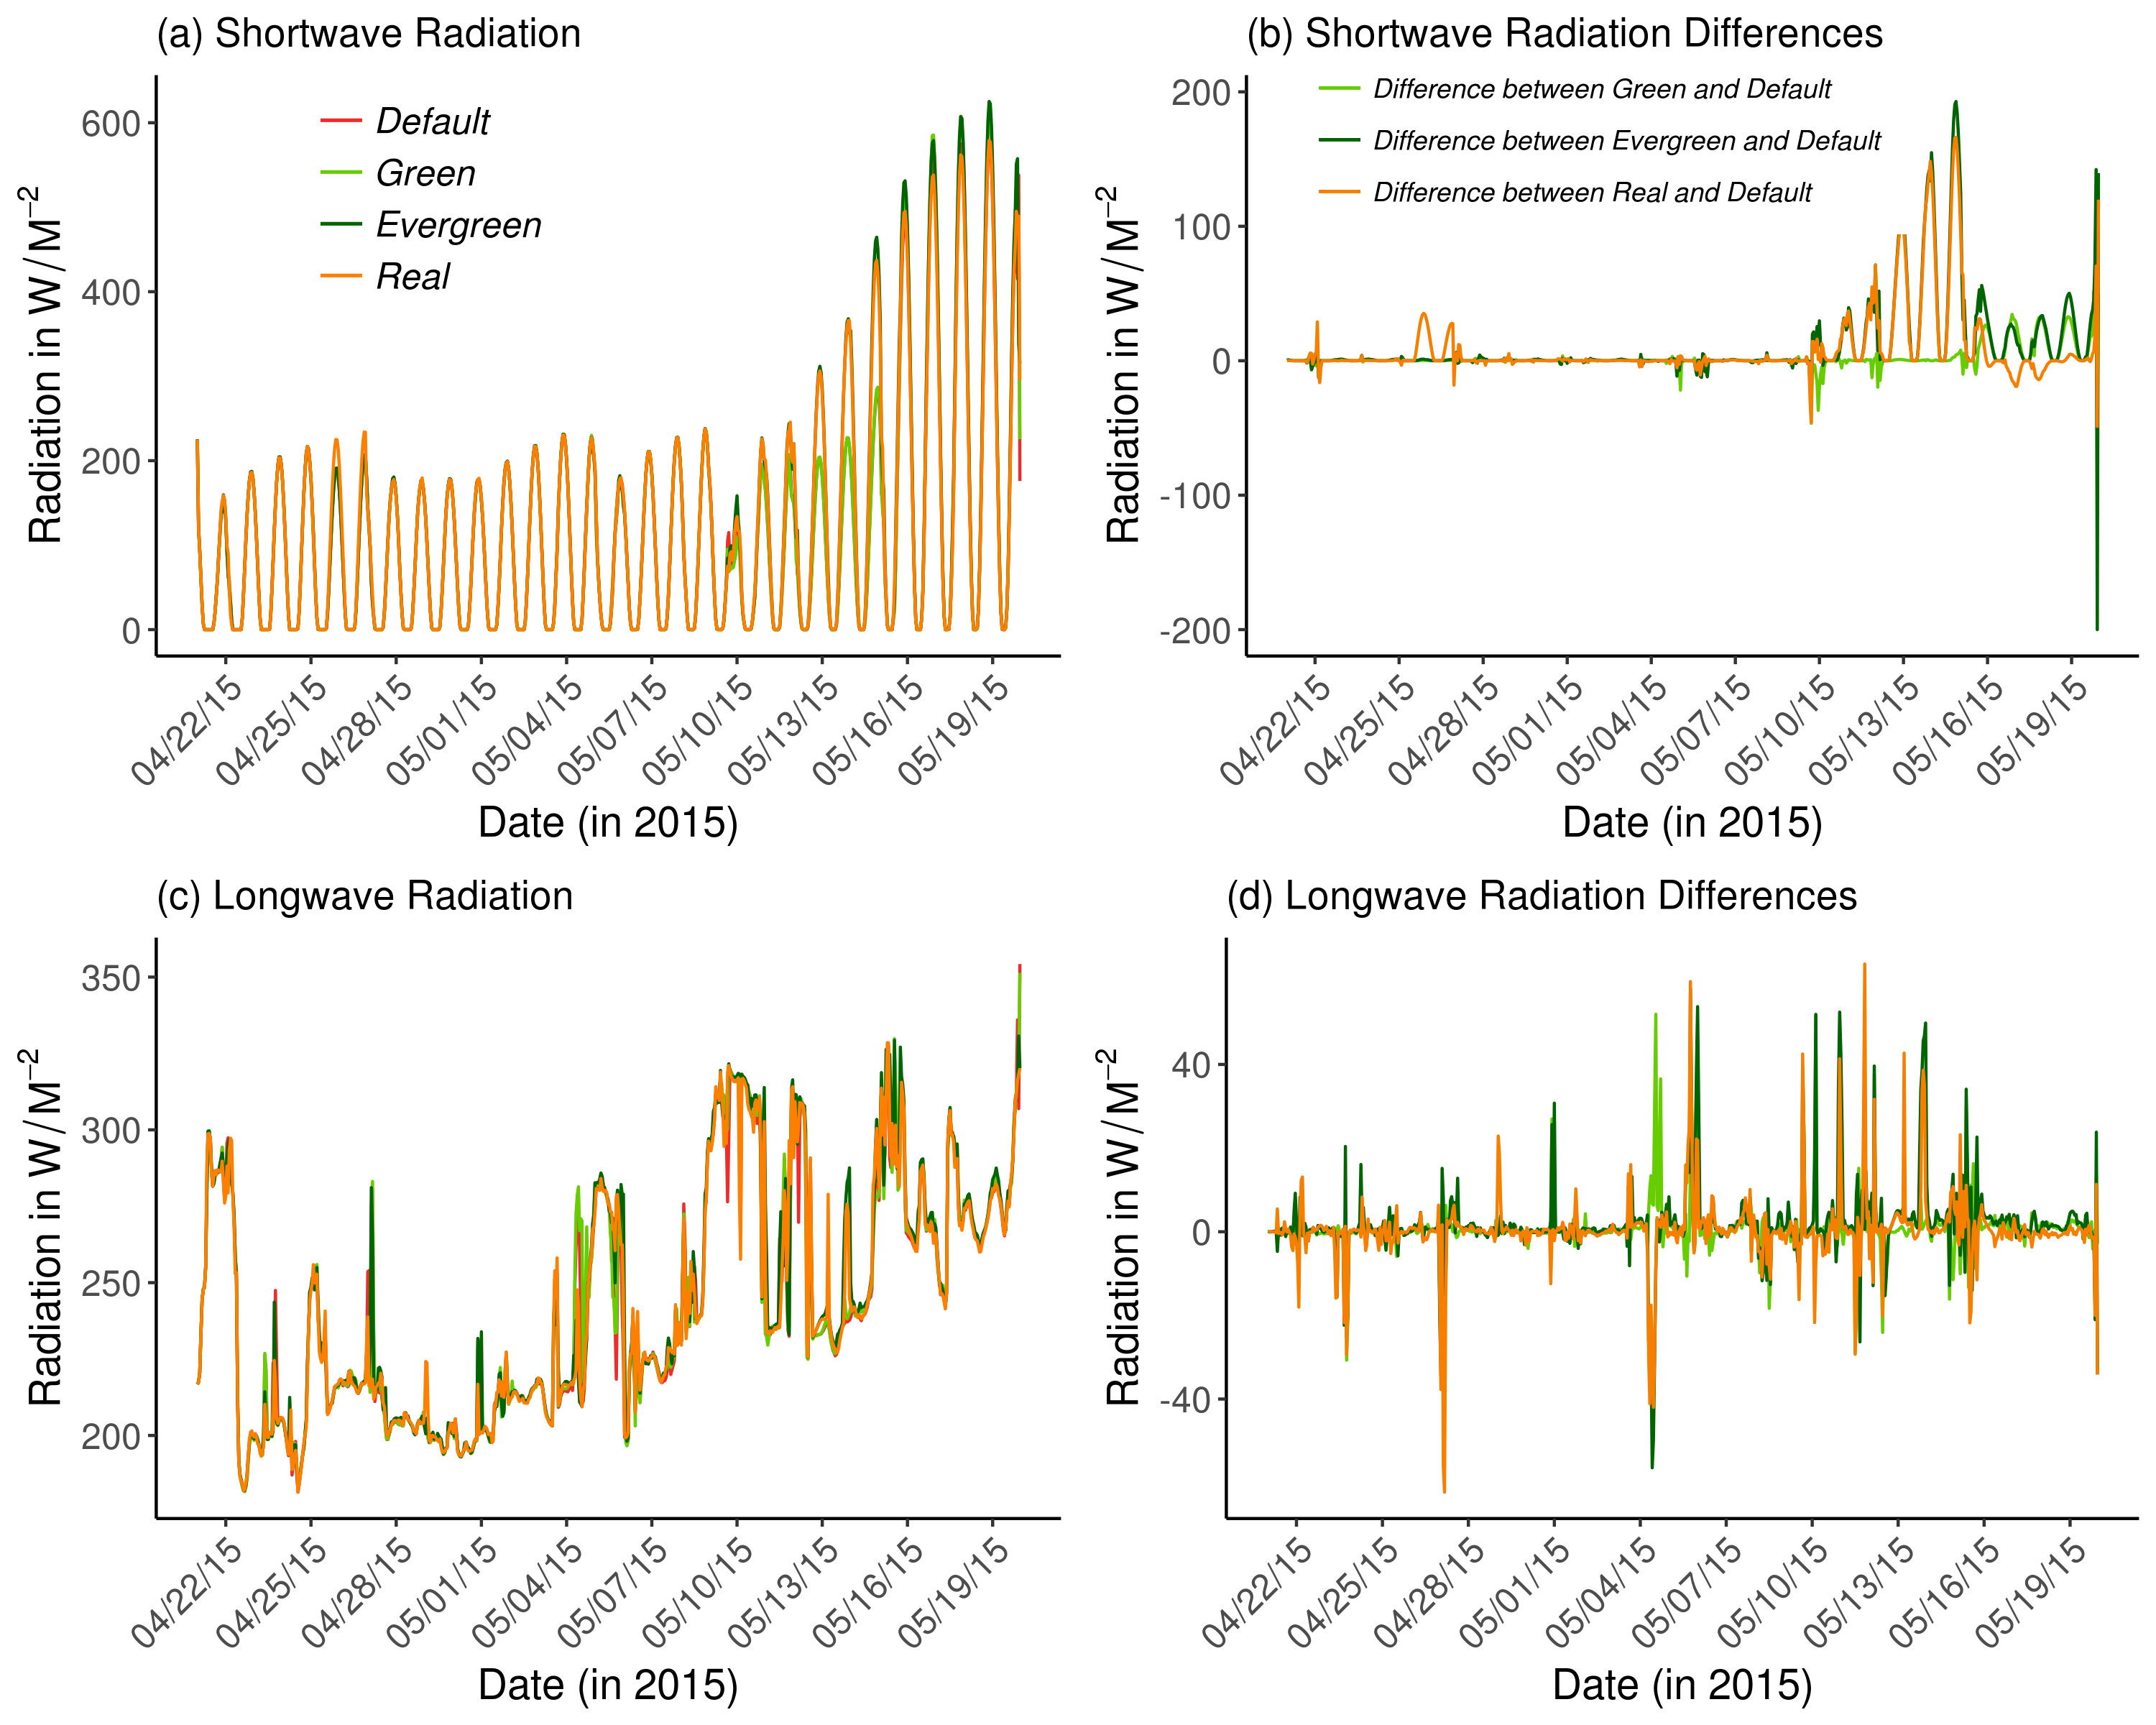 (a) Shortwave Radiation
Radiation in W/M−2
600
400
200
0
Default
Green
Evergreen
Real
04/22/15
04/25/15
04/28/15
05/01/15
05/04/15
05/07/15
05/10/15
05/13/15
05/16/15
05/19/15
Date (in 2015)
(b) Shortwave Radiation Differences
Radiation in W/M−2
200
100
0
-100
-200
Difference between Green and Default
Difference between Evergreen and Default
Difference between Real and Default
04/22/15
04/25/15
04/28/15
05/01/15
05/04/15
05/07/15
05/10/15
05/13/15
05/16/15
05/19/15
Date (in 2015)
(c) Longwave Radiation
Radiation in W/M−2
350
300
250
200
04/22/15
04/25/15
04/28/15
05/01/15
05/04/15
05/07/15
05/10/15
05/13/15
05/16/15
05/19/15
Date (in 2015)
(d) Longwave Radiation Differences
Radiation in W/M−2
40
0
-40
04/22/15
04/25/15
04/28/15
05/01/15
05/04/15
05/07/15
05/10/15
05/13/15
05/16/15
05/19/15
Date (in 2015)